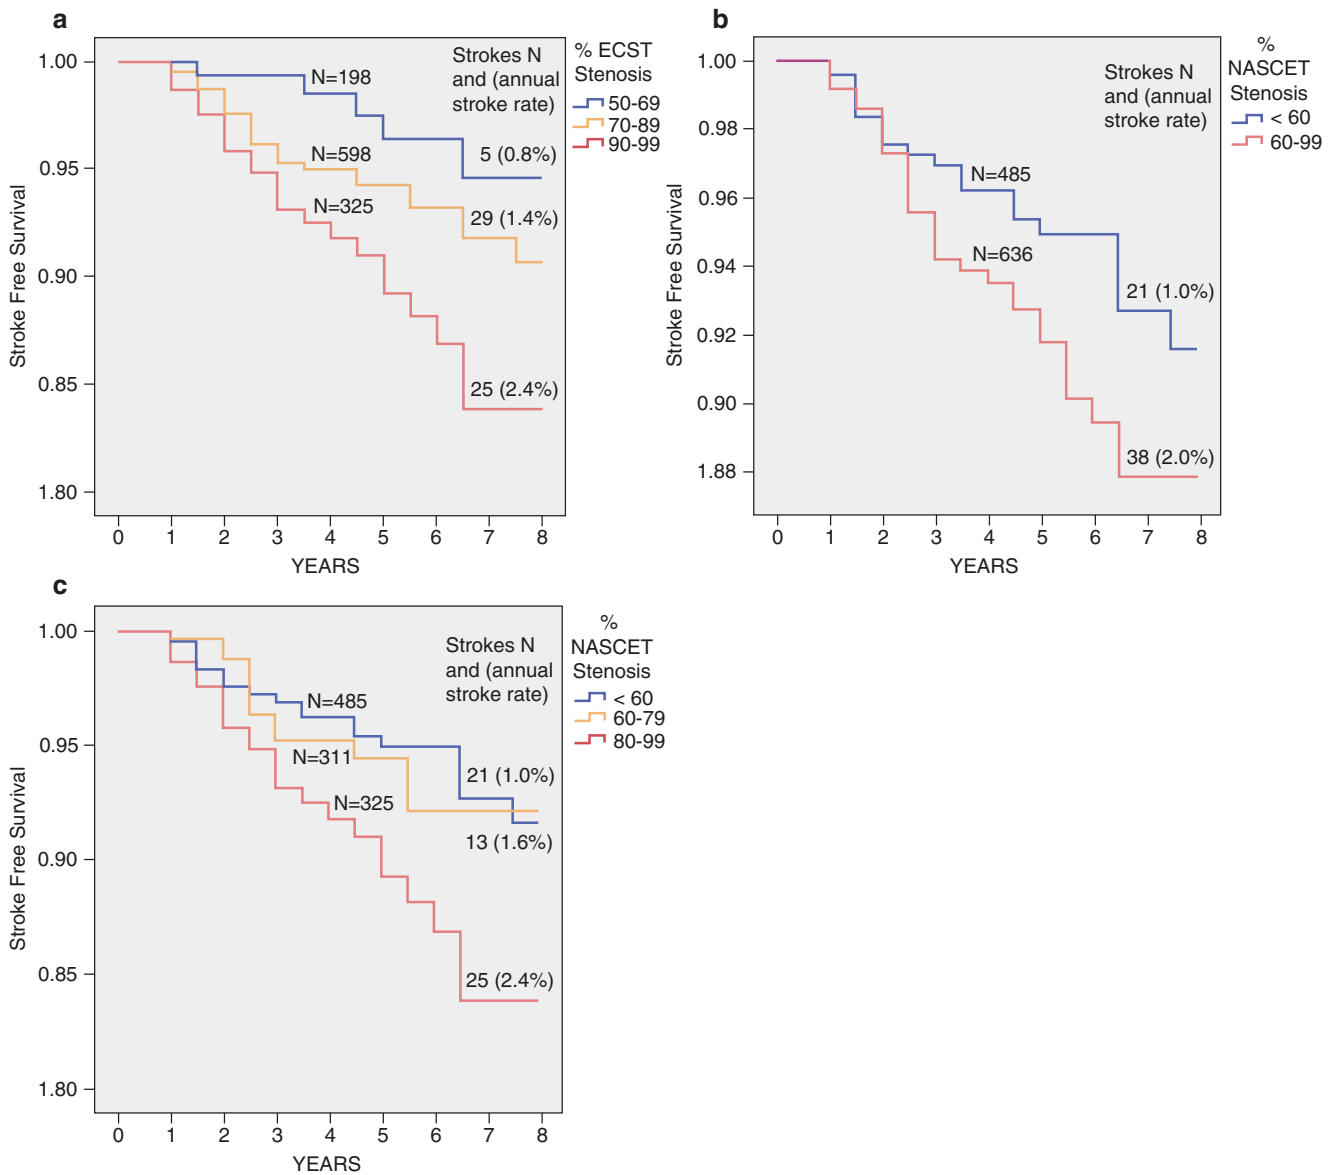 a
Stroke Free Survival
1.00
0.95
0.90
0.85
1.80
Strokes N
and (annual
stroke rate)
N=198
N=598
N=325
5 (0.8%)
29 (1.4%)
25 (2.4%)
0 1 2 3 4 5 6 7 8
YEARS
% ECST
Stenosis
50-69
70-89
90-99
b
Stroke Free Survival
1.00
0.98
0.96
0.94
0.92
0.90
1.88
Strokes N
and (annual
stroke rate)
N=485
N=636
21 (1.0%)
38 (2.0%)
0 1 2 3 4 5 6 7 8
YEARS
%
NASCET
Stenosis
< 60
60-99
c
Stroke Free Survival
1.00
0.95
0.90
0.85
1.80
Strokes N
and (annual
stroke rate)
N=485
N=311
N=325
21 (1.0%)
13 (1.6%)
25 (2.4%)
0 1 2 3 4 5 6 7 8
YEARS
%
NASCET
Stenosis
< 60
60-79
80-99